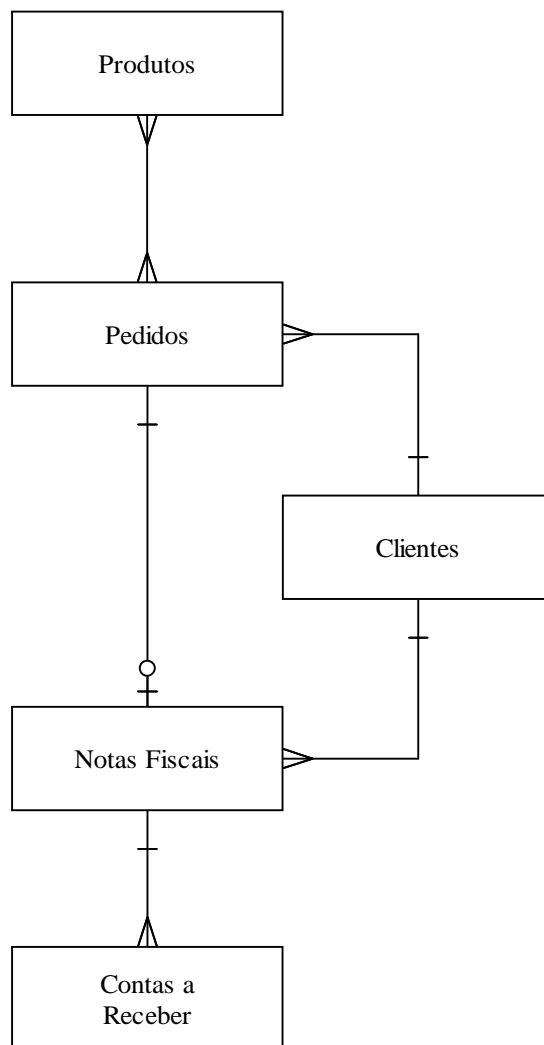 Produtos
Pedidos
Clientes
Notas Fiscais
Contas a
Receber